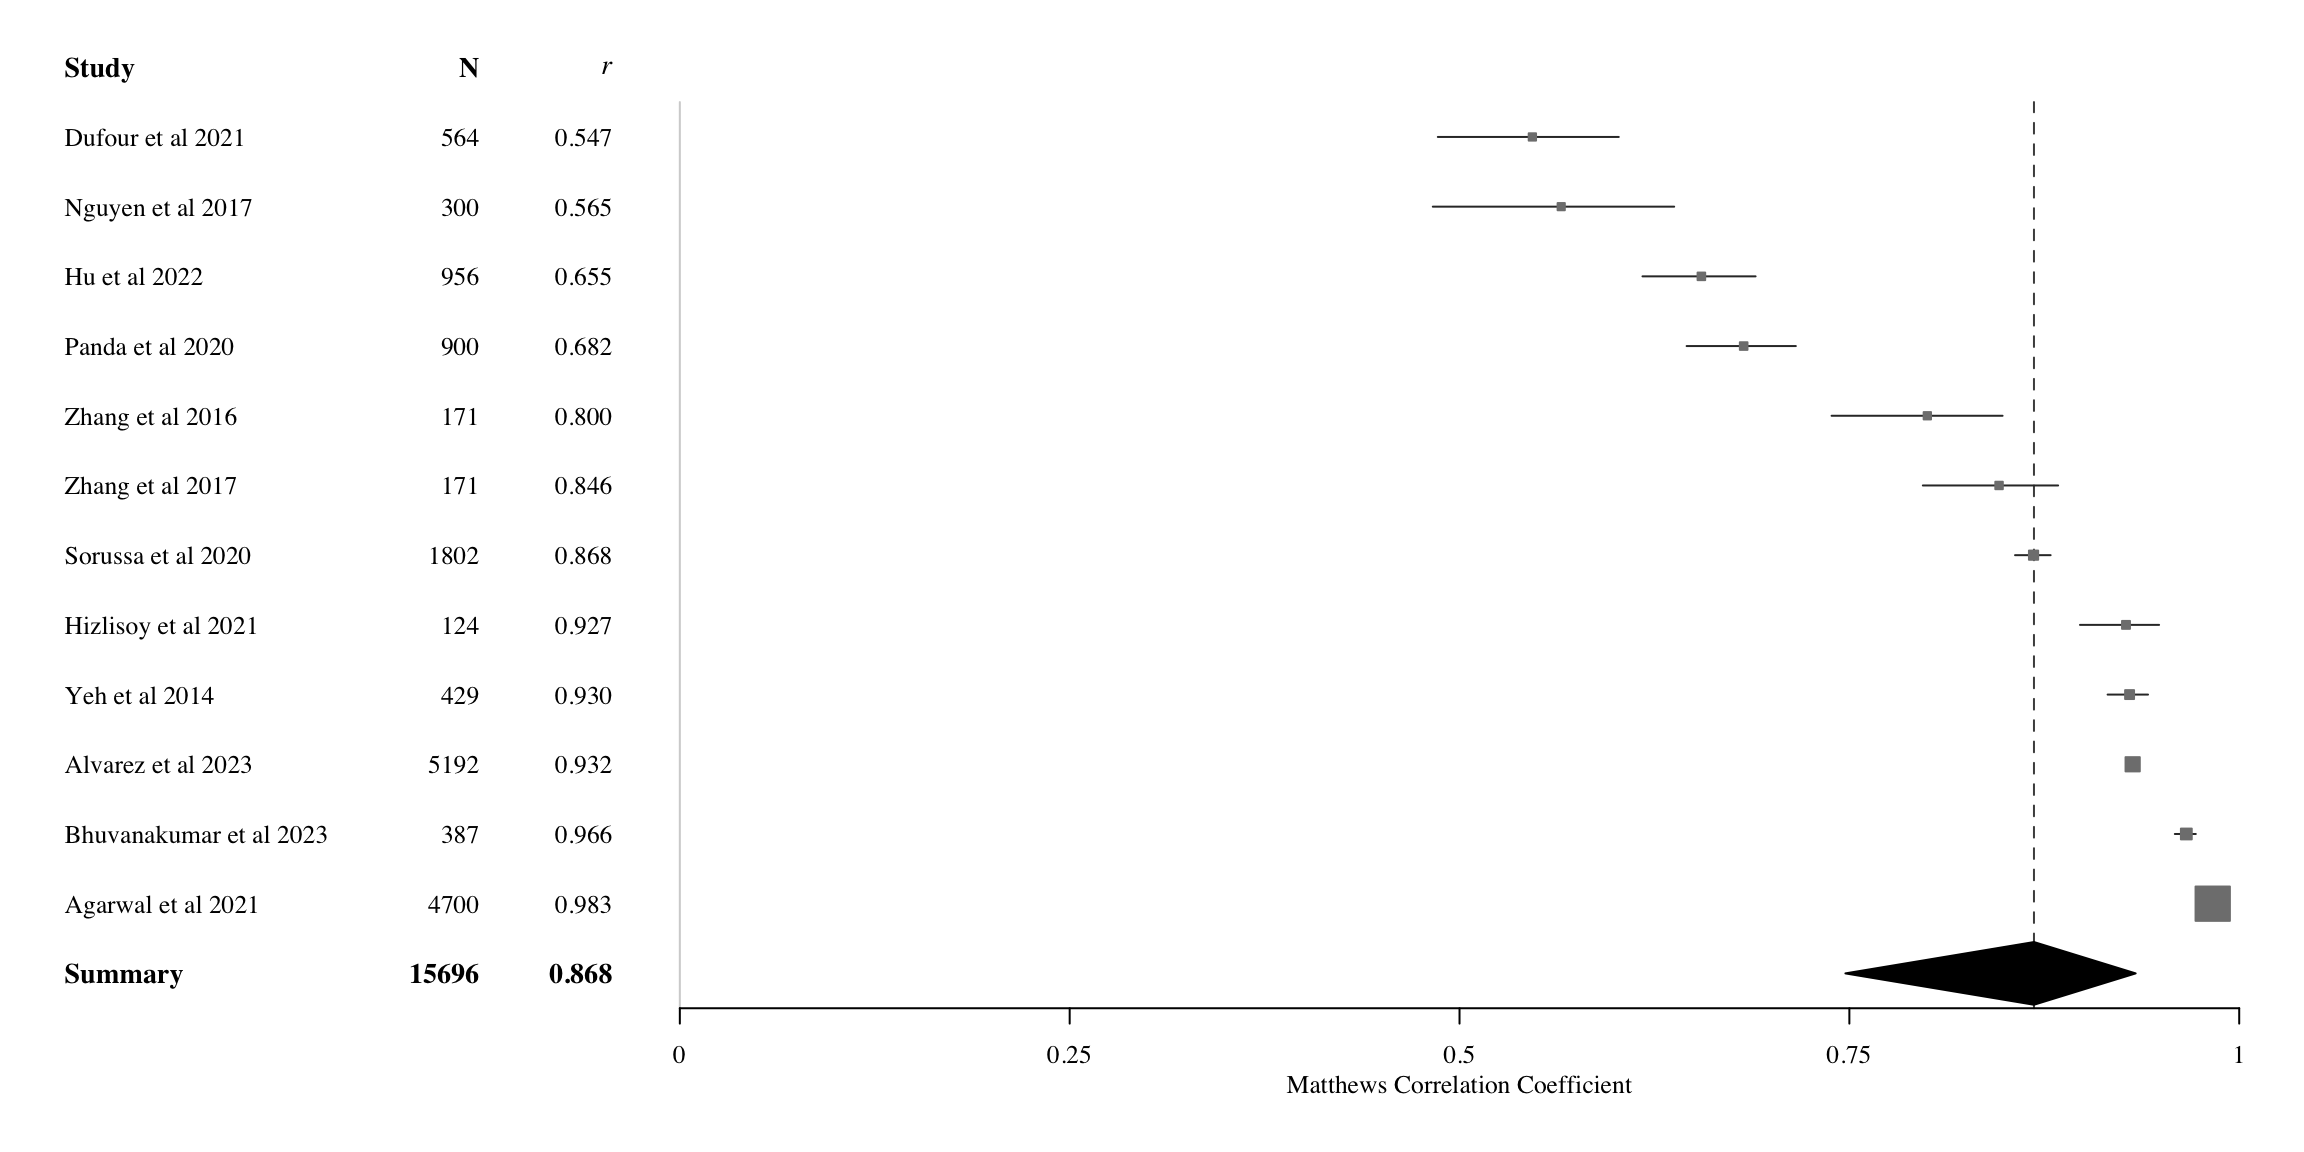 Study N r
Dufour et al 2021 564 0.547
Nguyen et al 2017 300 0.565
Hu et al 2022 956 0.655
Panda et al 2020 900 0.682
Zhang et al 2016 171 0.800
Zhang et al 2017 171 0.846
Sorussa et al 2020 1802 0.868
Hizlisoy et al 2021 124 0.927
Yeh et al 2014 429 0.930
Alvarez et al 2023 5192 0.932
Bhuvanakumar et al 2023 387 0.966
Agarwal et al 2021 4700 0.983
Summary 15696 0.868
0 0.25 0.5 0.75 1
Matthews Correlation Coefficient